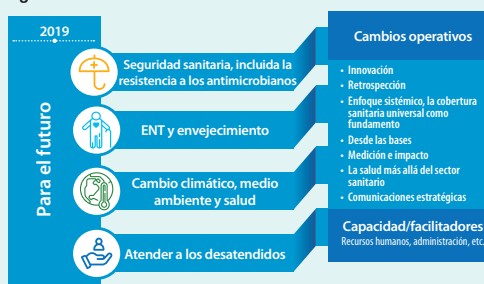 2019
Para el futuro
Seguridad sanitaria, incluida la
resistencia a los antimicrobianos
ENT y envejecimiento
Cambio climático, medio
ambiente y salud
Atender a los desatendidos
Cambios operativos
• Innovación
• Retrospección
• Enfoque sistémico, la cobertura
sanitaria universal como
fundamento
• Desde las bases
• Medición e impacto
• La salud más allá del sector
sanitario
• Comunicaciones estratégicas
Capacidad/facilitadores
Recursos humanos, administración, etc.